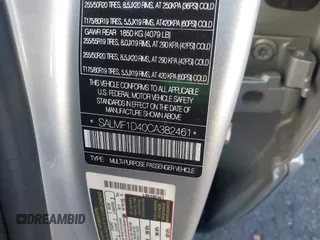 255/50R20 TIRES, 8.5JX20 RIMS, AT 250KPA (36PSI) COLD
T175/80R19 TIRES, 5.5JX19 RIMS, AT 420KPA (60PSI) COLD
GAWR REAR 1850 KG (4079 LB)
255/55R19 TIRES, 8JX19 RIMS, AT 290 KPA (42PSI) COLD
255/50R20 TIRES, 8.5JX20 RIMS, AT 290 KPA (42PSI) COLD
T175/80R19 TIRES, 5.5JX19 RIMS, AT 420 KPA (60PSI) COLD
THIS VEHICLE CONFORMS TO ALL APPLICABLE
U.S. FEDERAL MOTOR VEHICLE SAFETY STANDARDS IN
EFFECT ON THE DATE OF MANUFACTURE SHOWN ABOVE
*SALMF1D40CA382461*
TYPE: MULTI-PURPOSE PASSENGER VEHICLE
DREAMBID